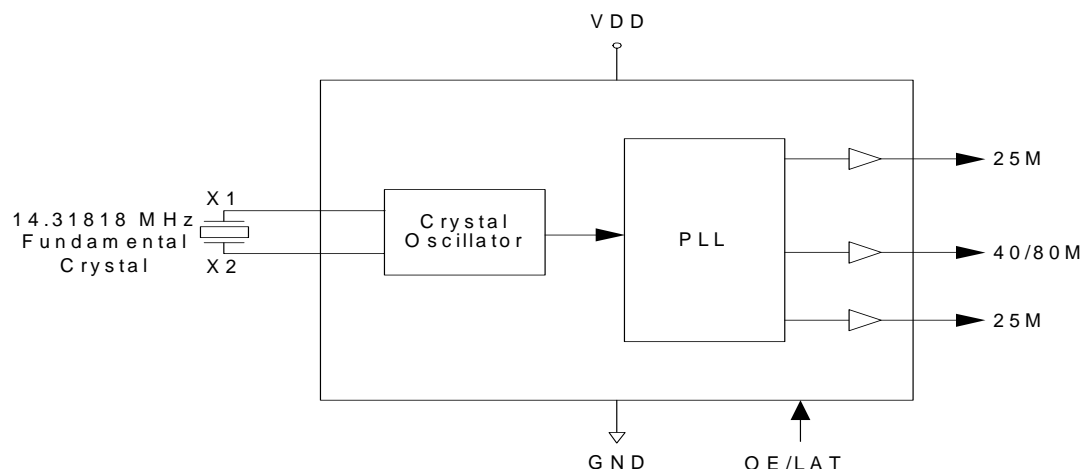 VDD
25M
X1
14.31818 MHz
Fundamental
Crystal
X2
Crystal
Oscillator
PLL
40/80M
25M
GND
OE/LAT